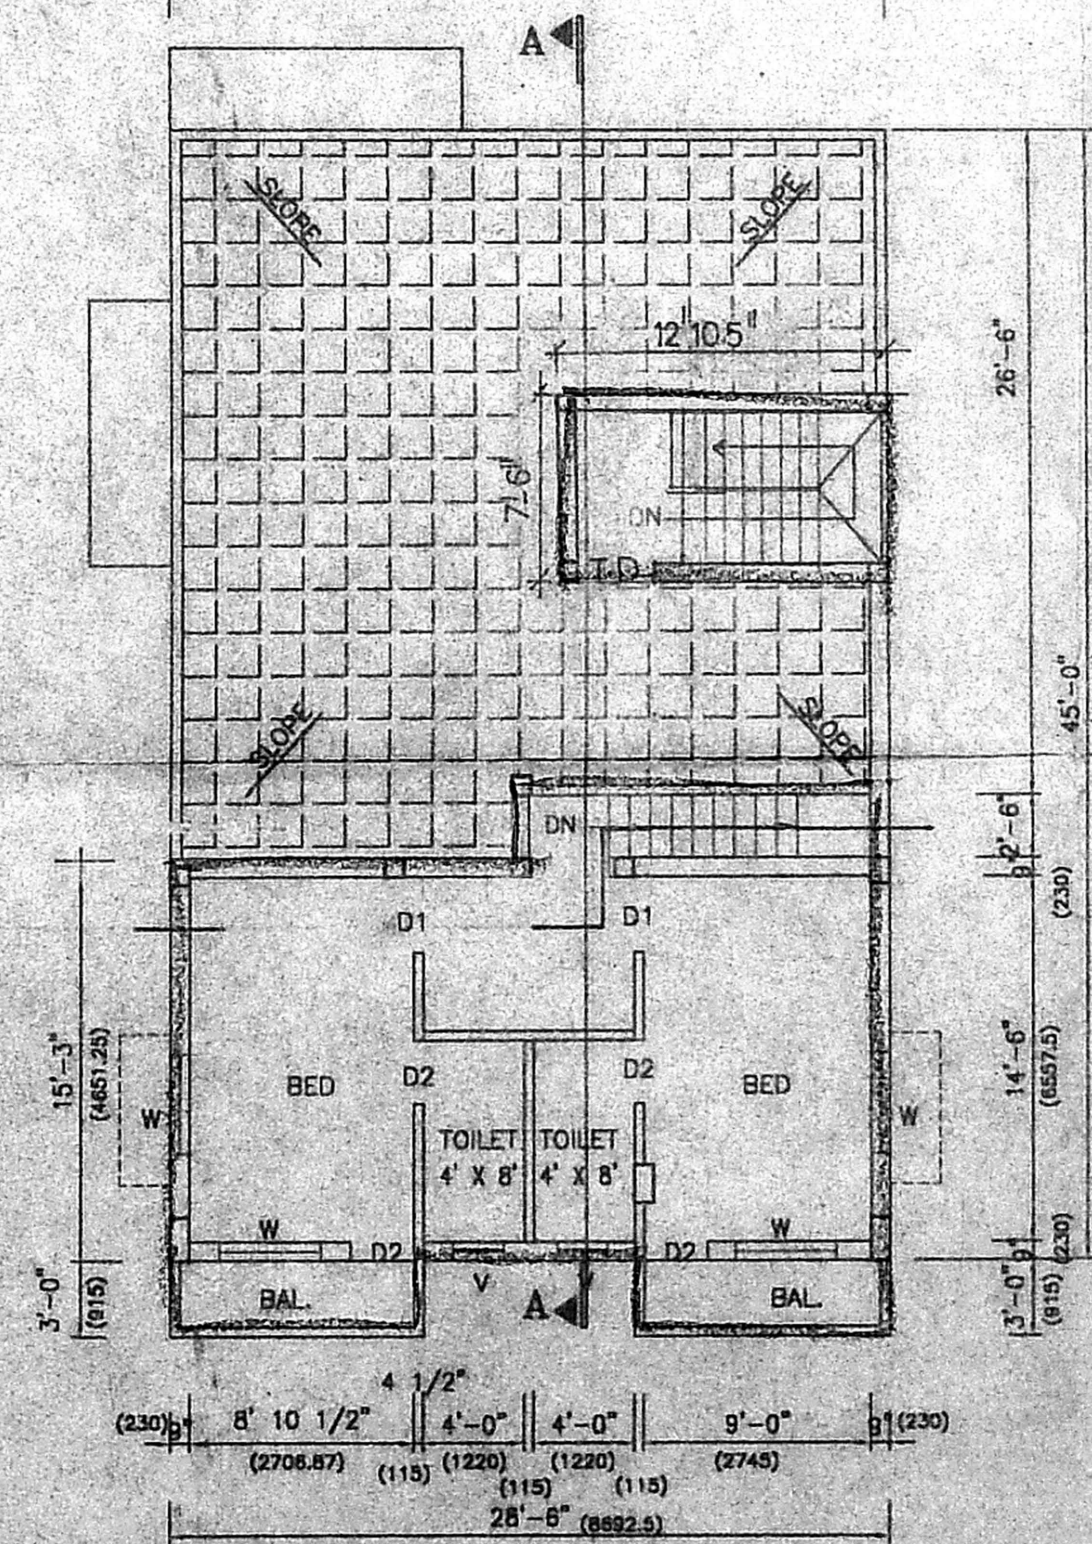 A
SLOPE
SLOPE
12'10.5"
26'-6"
7'-6"
DN
O.T.D.
45'-0"
SLOPE
SLOPE
DN
2'-6"
9"
(230)
D1
D1
15'-3"
(4651.25)
14'-6"
(6557.5)
D2
D2
BED
BED
W
W
TOILET
TOILET
4' X 8'
4' X 8'
W
W
D2
D2
9"
(230)
3'-0"
(915)
3'-0"
(915)
BAL.
V
V
BAL.
A
4 1/2"
(230)
9"
8' 10 1/2"
4'-0"
4'-0"
9'-0"
9"
(230)
(2706.87)
(115)
(1220)
(1220)
(2745)
(115)
(115)
28'-6"
(8692.5)